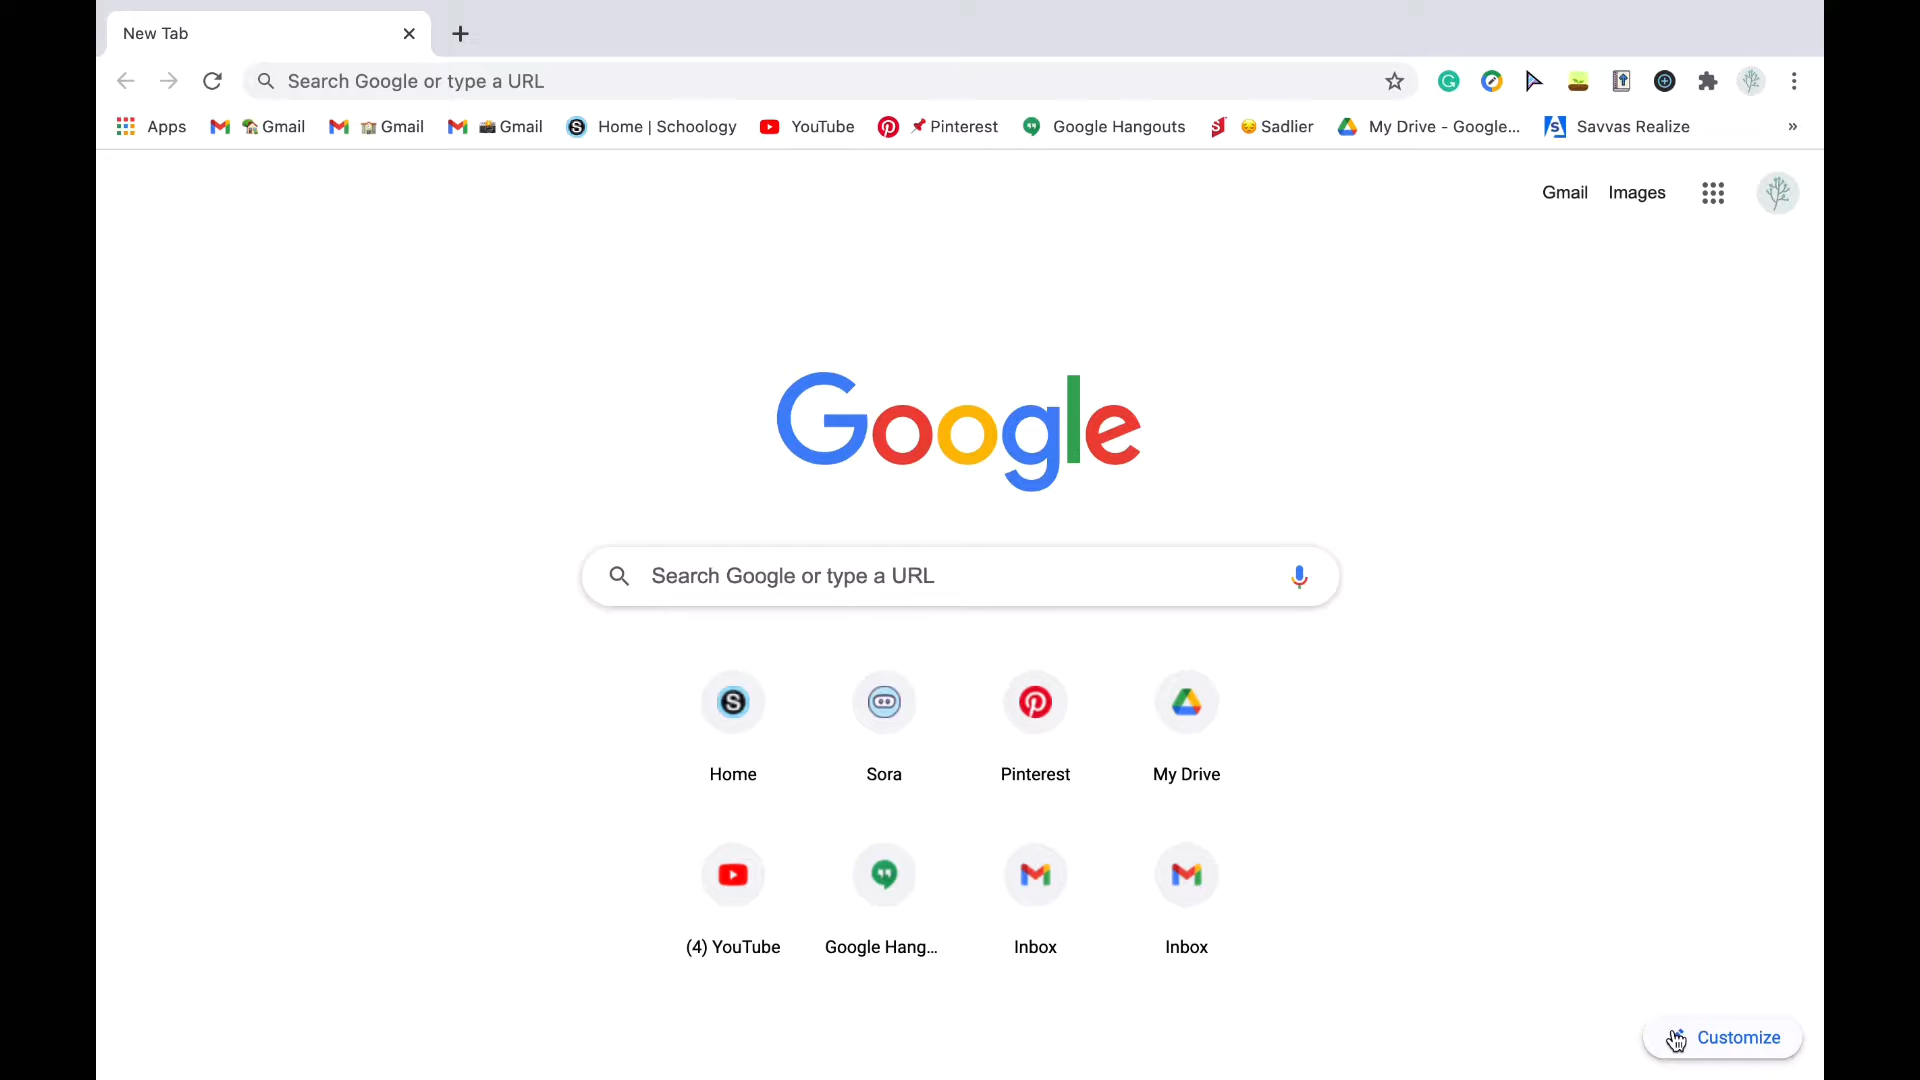 New Tab
Search Google or type a URL
Apps Gmail Gmail Gmail Home | Schoology YouTube Pinterest Google Hangouts Sadlier My Drive - Google... Savvas Realize »
Gmail Images
Google
Search Google or type a URL
Home Sora Pinterest My Drive
(4) YouTube Google Hang... Inbox Inbox
Customize